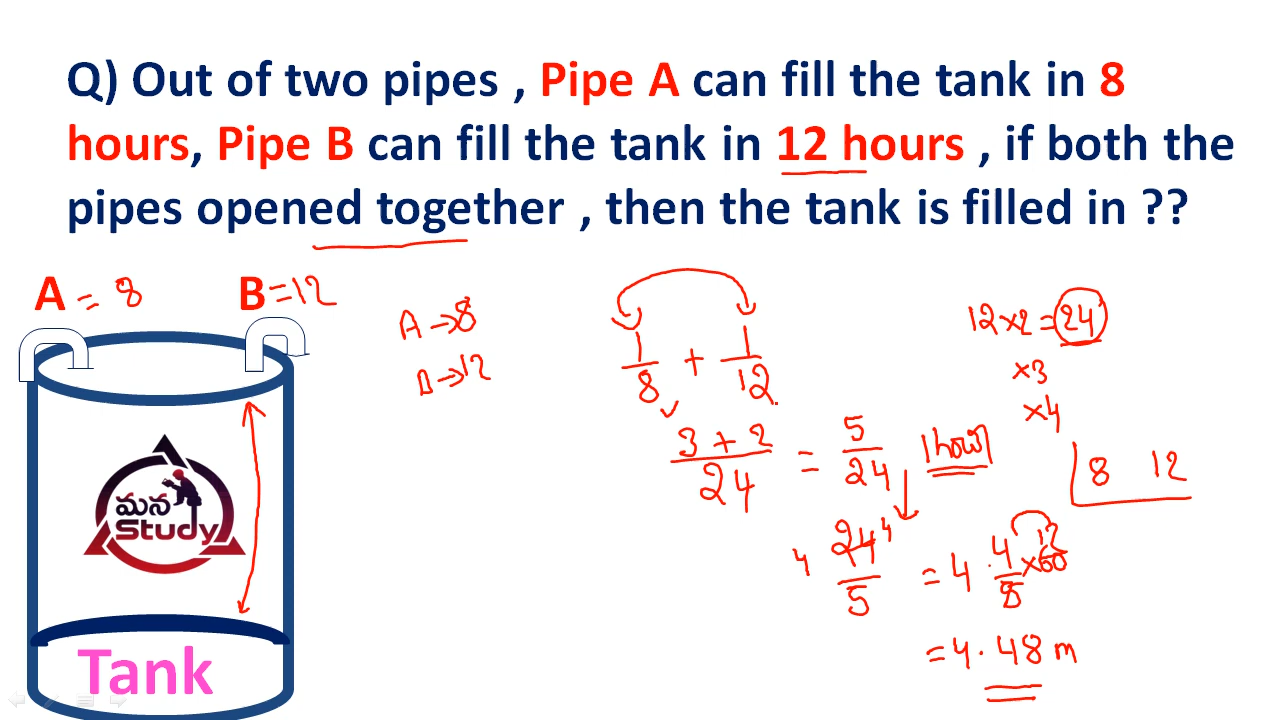 Q) Out of two pipes , Pipe A can fill the tank in 8
hours, Pipe B can fill the tank in 12 hours , if both the
pipes opened together , then the tank is filled in ??
A = 8
B =12
A → 8
B → 12
1/8 + 1/12
12 × 2 = 24
×3
×4
3 + 2 / 24 = 5/24 1 hour
8 12
4 24/5 4 = 4 . 4/5 × 60 12
= 4 . 48 m
మన
Study
Tank